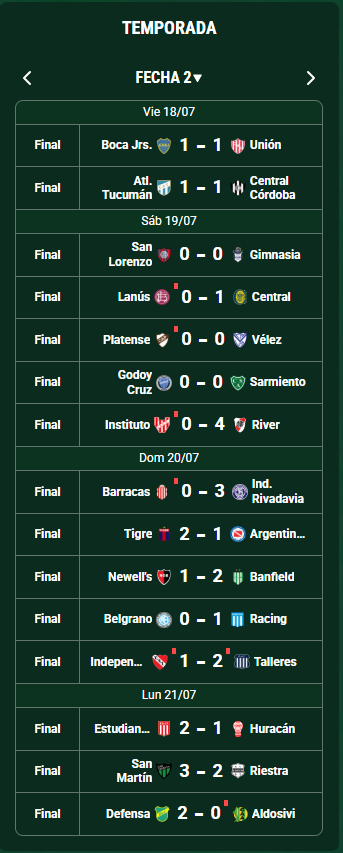 TEMPORADA
FECHA 2▾
Vie 18/07
Final Boca Jrs. 1 - 1 Unión
Final Atl. Tucumán 1 - 1 Central Córdoba
Sáb 19/07
Final San Lorenzo 0 - 0 Gimnasia
Final Lanús 0 - 1 Central
Final Platense 0 - 0 Vélez
Final Godoy Cruz 0 - 0 Sarmiento
Final Instituto 0 - 4 River
Dom 20/07
Final Barracas 0 - 3 Ind. Rivadavia
Final Tigre 2 - 1 Argentin...
Final Newell's 1 - 2 Banfield
Final Belgrano 0 - 1 Racing
Final Indepen... 1 - 2 Talleres
Lun 21/07
Final Estudian... 2 - 1 Huracán
Final San Martín 3 - 2 Riestra
Final Defensa 2 - 0 Aldosivi